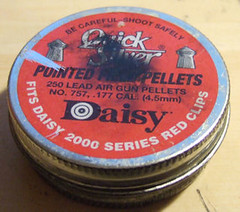 BE CAREFUL-SHOOT SAFELY
Quick
Silver
POINTED PELLETS
250 LEAD AIR GUN PELLETS
NO. 757, .177 CAL. (4.5mm)
Daisy
FITS DAISY 2000 SERIES RED CLIPS